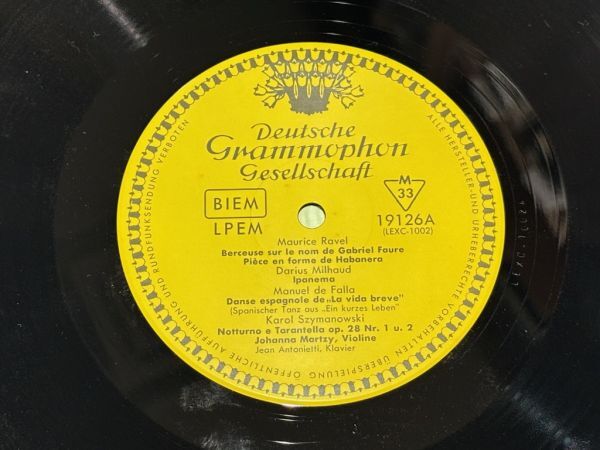 Deutsche
Grammophon
Gesellschaft
BIEM
LPEM
M
33
19126A
(LEXC-1002)
Maurice Ravel
Berceuse sur le nom de Gabriel Faure
Pièce en forme de Habanera
Darius Milhaud
Ipanema
Manuel de Falla
Danse espagnole de „La vida breve"
(Spanischer Tanz aus „Ein kurzes Leben"
Karol Szymanowski
Notturno e Tarantella op. 28 Nr. 1 u. 2
Johanna Martzy, Violine
Jean Antonietti, Klavier
ALLE HERSTELLER- UND URHEBERRECHTE VORBEHALTEN ÜBERSPIELUNG, ÖFFENTLICHE AUFFÜHRUNG UND RUNDFUNKSENDUNG VERBOTEN